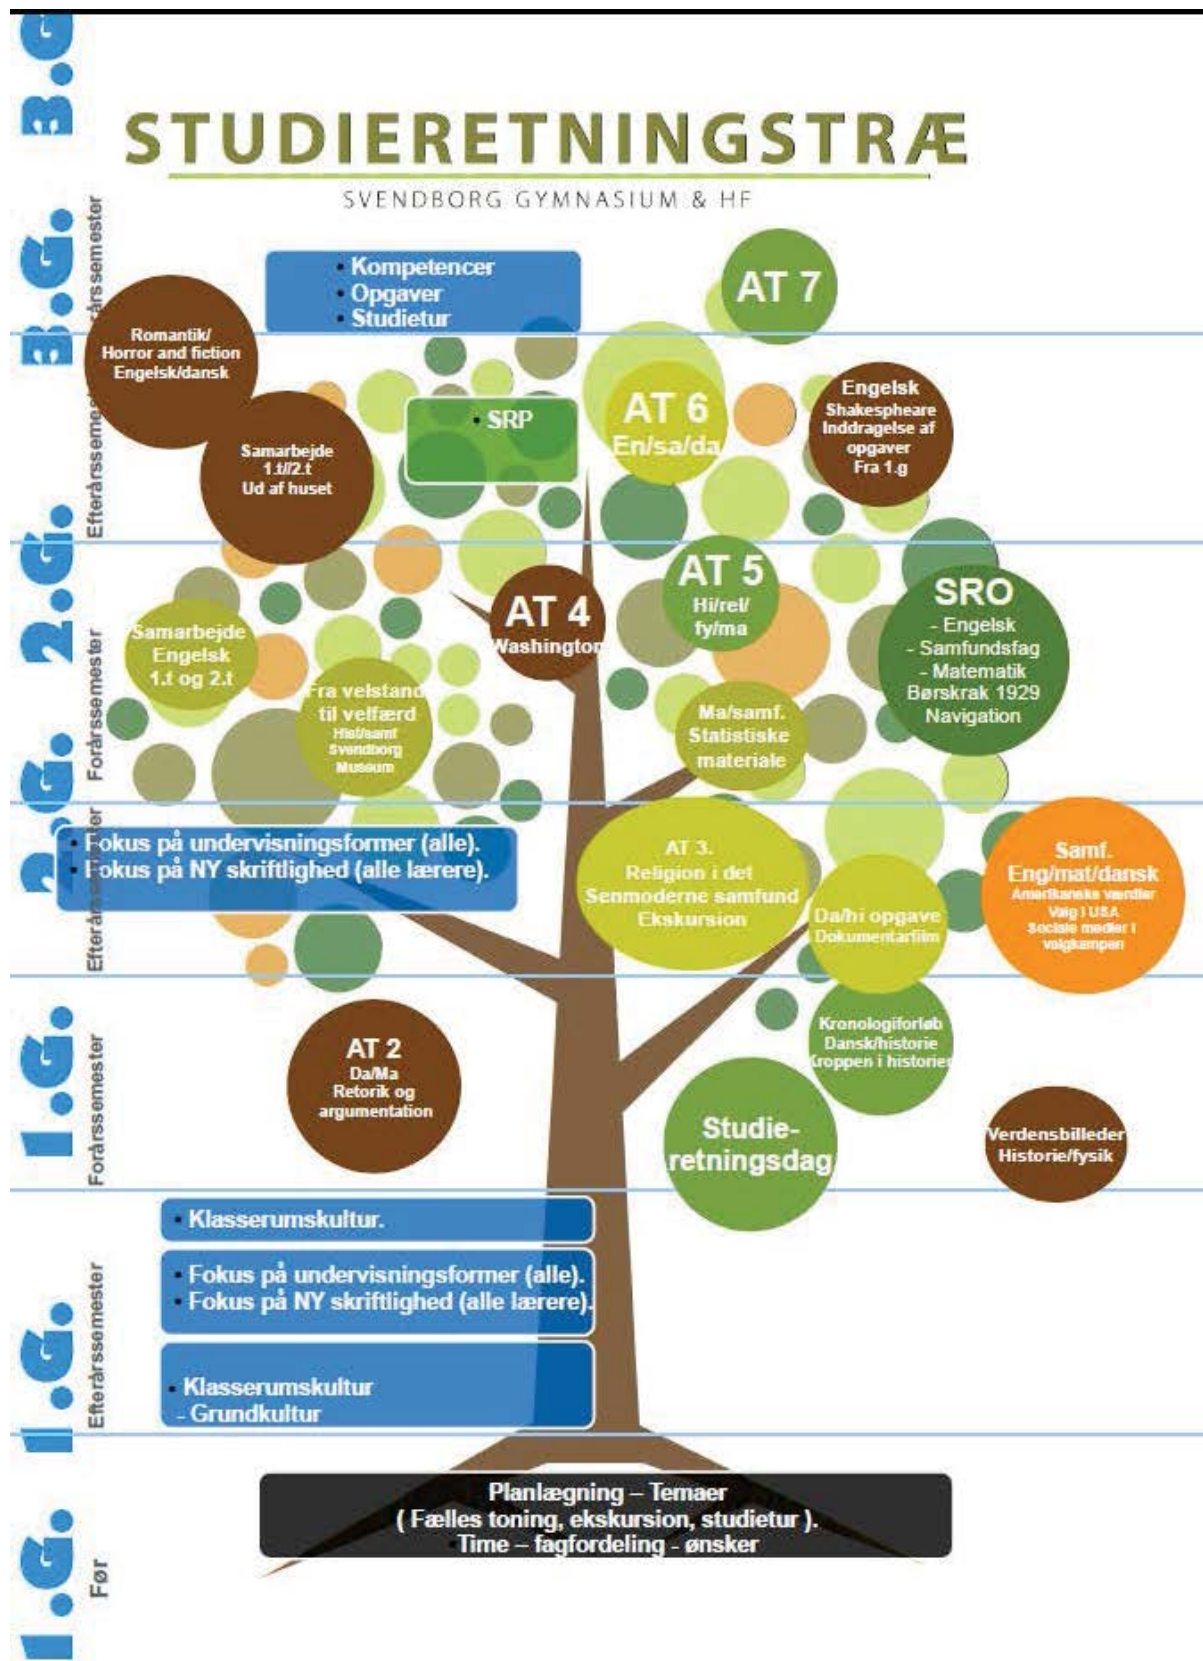 STUDIERETNINGSTRÆ
SVENDBORG GYMNASIUM & HF
3.G
3.G.
årssemester
• Kompetencer
• Opgaver
• Studietur
AT 7
Romantik/
Horror and fiction
Engelsk/dansk
Samarbejde
1.t//2.t
Ud af huset
• SRP
AT 6
En/sa/da
Engelsk
Shakespheare
Inddragelse af
opgaver
Fra 1.g
Efterårssemest
2.G.
Forårssemester
Samarbejde
Engelsk
1.t og 2.t
Fra velstand
til velfærd
Hist/samf
Svendborg
Museum
AT 4
Washington
AT 5
Hi/rel/
fy/ma
Ma/samf.
Statistiske
materiale
SRO
- Engelsk
- Samfundsfag
- Matematik
Børskrak 1929
Navigation
2.G.
Efterårssemester
• Fokus på undervisningsformer (alle).
• Fokus på NY skriftlighed (alle lærere).
AT 3.
Religion i det
Senmoderne samfund
Ekskursion
Da/hi opgave
Dokumentarfilm
Samf.
Eng/mat/dansk
Amerikanske værdier
Valg i USA
Sociale medier i
valgkampen
1.G.
Forårssemester
AT 2
Da/Ma
Retorik og
argumentation
Kronologiforløb
Dansk/historie
Kroppen i historien
Studie-
retningsdag
Verdensbilleder
Historie/fysik
1.G.
Efterårssemester
• Klasserumskultur.
• Fokus på undervisningsformer (alle).
• Fokus på NY skriftlighed (alle lærere).
• Klasserumskultur
- Grundkultur
1.G.
Før
Planlægning – Temaer
( Fælles toning, ekskursion, studietur ).
•Time – fagfordeling - ønsker